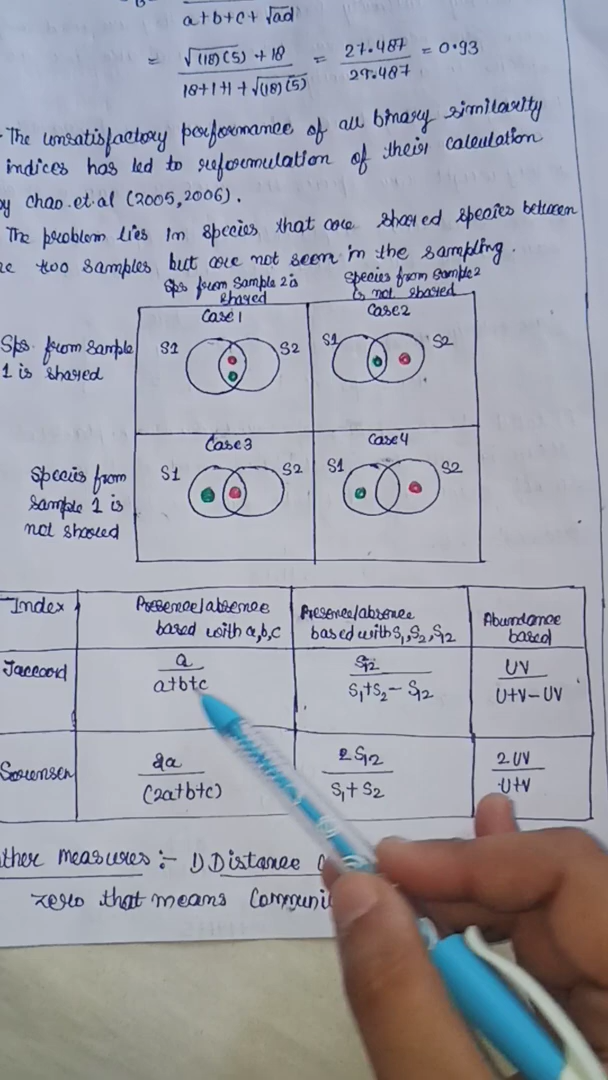 a+b+c+ √ad
= √(18)(5) + 18 / 18+1+1+√(18)(5) = 27.487 / 29.487 = 0.93
- The unsatisfactory performance of all binary similarity
indices has led to reformulation of their calculation
by chao.et.al (2005,2006).
The problem lies in species that are shared species between
two samples but are not seen in the sampling.
Sps from Sample 2 is shared
Species from Sample 2 is not shared
Case 1
Case 2
Sps. from sample 1 is shared
S1 S2
S1 S2
Case 3
Case 4
Species from sample 1 is not shared
S1 S2
S1 S2
Index
Presence/absence based with a,b,c
Presence/absence based with S1,S2,S12
Abundance based
Jaccard
a / a+b+c
S12 / S1+S2-S12
UV / U+V-UV
Sorensen
2a / (2a+b+c)
2S12 / S1+S2
2UV / U+V
ther measures :- 1) Distance
zero that means Communi